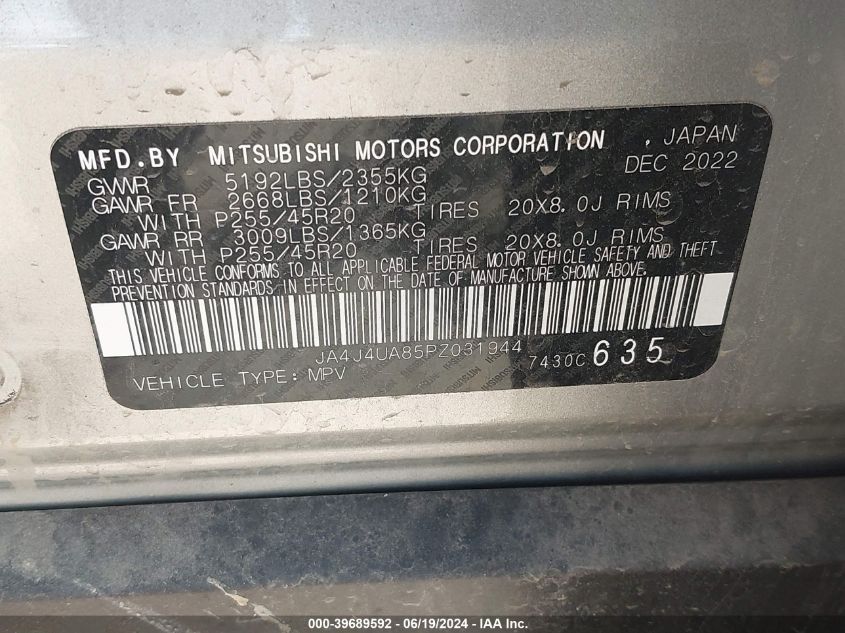 MFD.BY MITSUBISHI MOTORS CORPORATION , JAPAN
GVWR 5192LBS/2355KG DEC 2022
GAWR FR 2668LBS/1210KG
WITH P255/45R20 TIRES 20X8.0J RIMS
GAWR RR 3009LBS/1365KG
WITH P255/45R20 TIRES 20X8.0J RIMS
THIS VEHICLE CONFORMS TO ALL APPLICABLE FEDERAL MOTOR VEHICLE SAFETY AND THEFT
PREVENTION STANDARDS IN EFFECT ON THE DATE OF MANUFACTURE SHOWN ABOVE.
JA4J4UA85PZ031944 7430C 635
VEHICLE TYPE: MPV
000-39689592 - 06/19/2024 - IAA Inc.